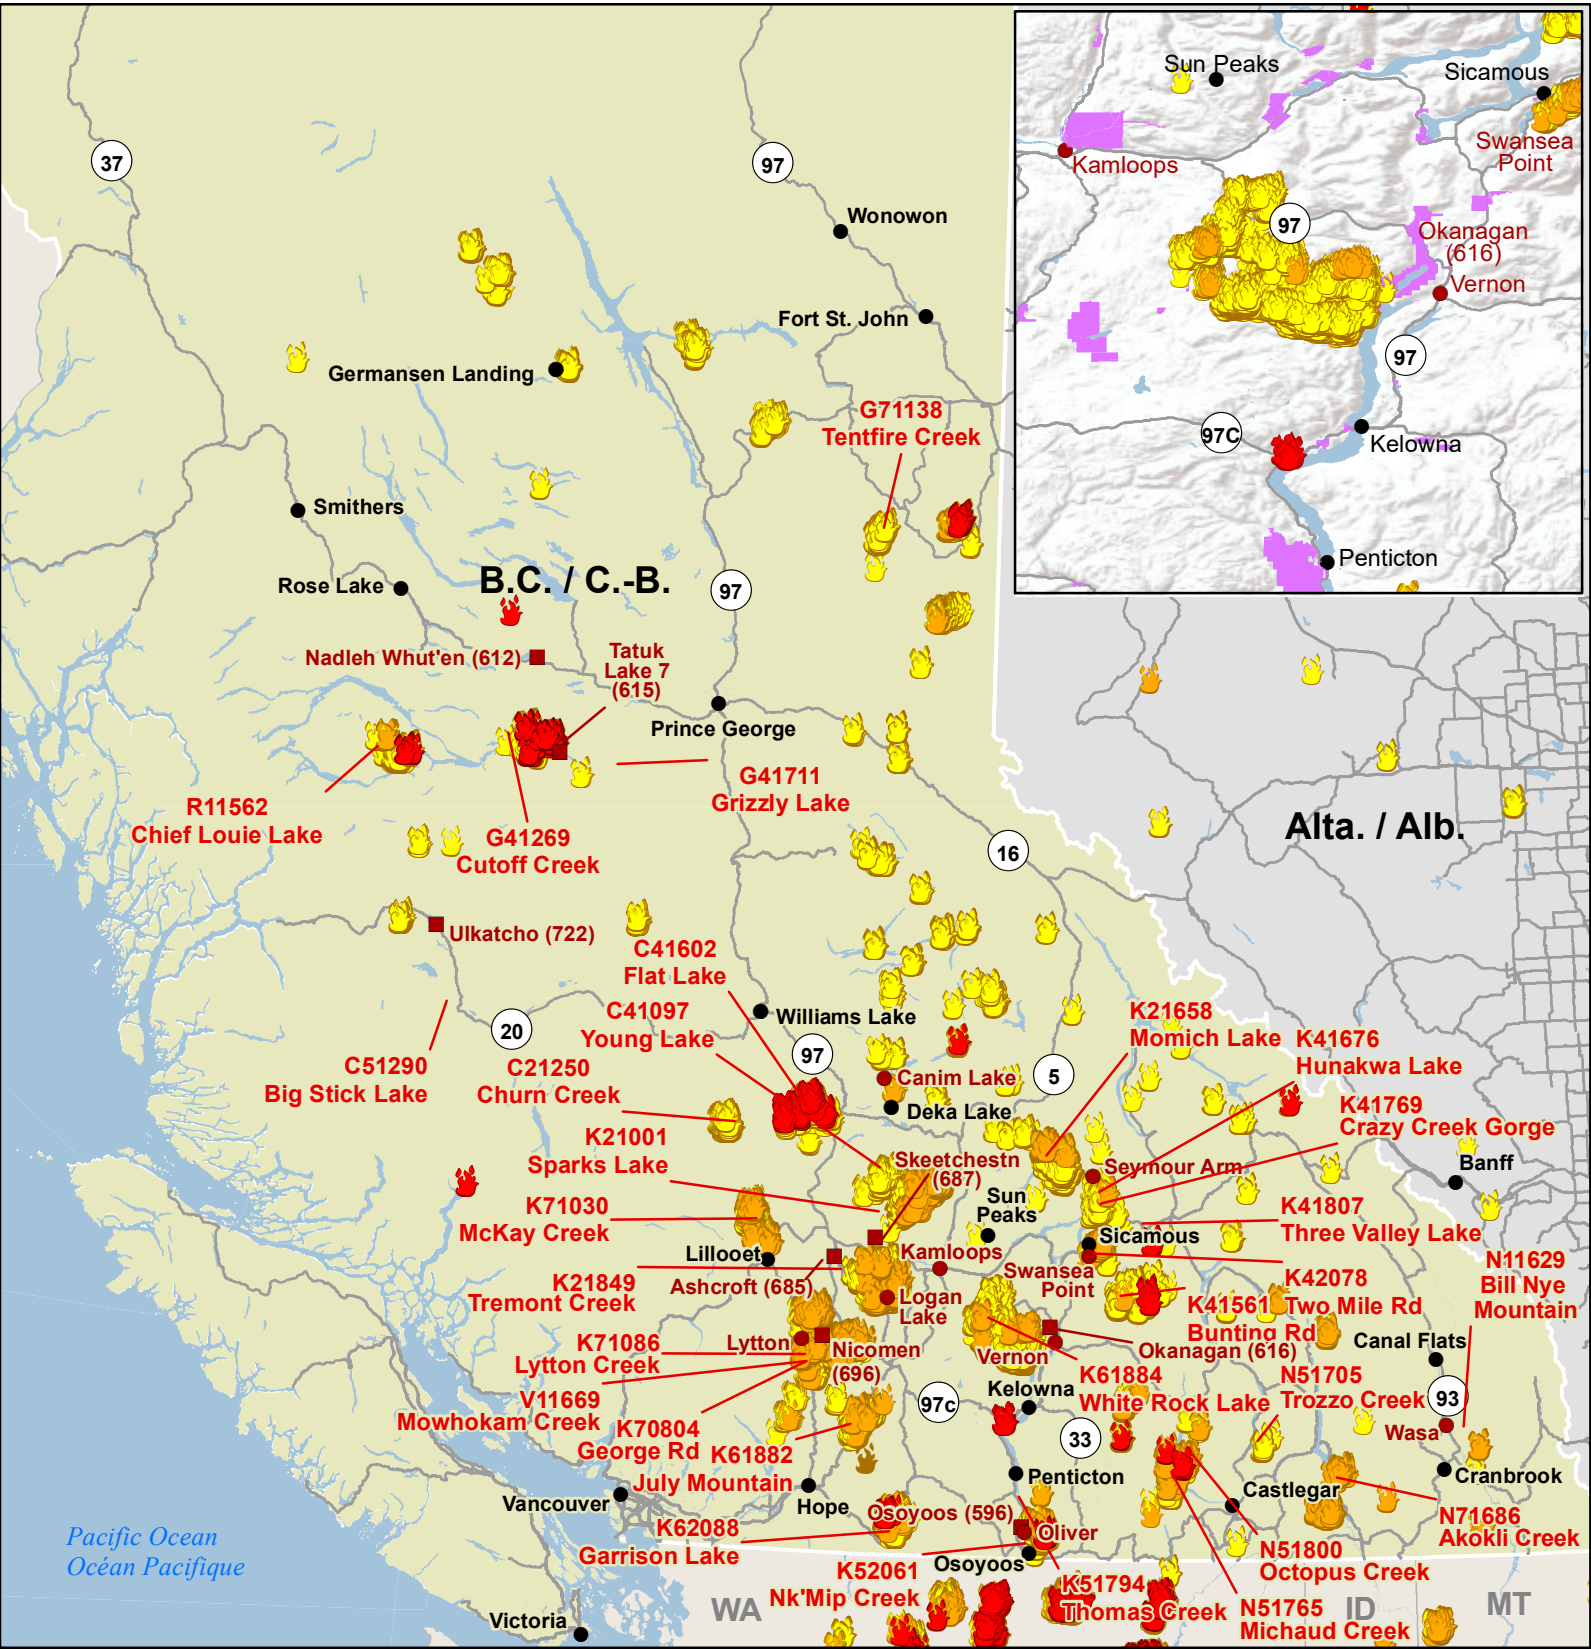 37
97
Wonowon
Fort St. John
Germansen Landing
G71138
Tentfire Creek
Smithers
Rose Lake
B.C. / C.-B.
97
Nadleh Whut'en (612)
Tatuk
Lake 7
(615)
Prince George
R11562
Chief Louie Lake
G41269
Cutoff Creek
G41711
Grizzly Lake
16
Alta. / Alb.
Ulkatcho (722)
C41602
Flat Lake
C41097
Young Lake
Williams Lake
20
97
5
C51290
Big Stick Lake
C21250
Churn Creek
Canim Lake
Deka Lake
K21658
Momich Lake
K41676
Hunakwa Lake
K41769
Crazy Creek Gorge
K21001
Sparks Lake
Skeetchestn
(687)
Sun
Peaks
Seymour Arm
Banff
K71030
McKay Creek
Lillooet
Kamloops
Sicamous
K41807
Three Valley Lake
K21849
Tremont Creek
Ashcroft (685)
Logan
Lake
Swansea
Point
K42078
Two Mile Rd
N11629
Bill Nye
Mountain
K41561
Bunting Rd
Canal Flats
K71086
Lytton Creek
Lytton
Nicomen
(696)
Vernon
Okanagan (616)
V11669
Mowhokam Creek
K70804
George Rd
97c
Kelowna
K61884
White Rock Lake
N51705
Trozzo Creek
93
Wasa
K61882
July Mountain
33
Penticton
Castlegar
Cranbrook
Vancouver
Hope
K62088
Garrison Lake
Osoyoos (596)
Oliver
Osoyoos
N71686
Akokli Creek
N51800
Octopus Creek
K52061
Nk'Mip Creek
K51794
Thomas Creek
N51765
Michaud Creek
Pacific Ocean
Océan Pacifique
Victoria
WA
ID
MT
Sun Peaks
Sicamous
Swansea
Point
Kamloops
97
Okanagan
(616)
Vernon
97
97C
Kelowna
Penticton